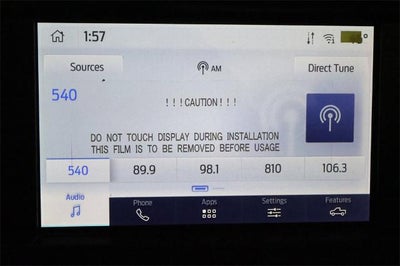 1:57
Sources
AM
Direct Tune
540
!!!CAUTION!!!
DO NOT TOUCH DISPLAY DURING INSTALLATION
THIS FILM IS TO BE REMOVED BEFORE USAGE
540 89.9 98.1 810 106.3
Audio Phone Apps Settings Features